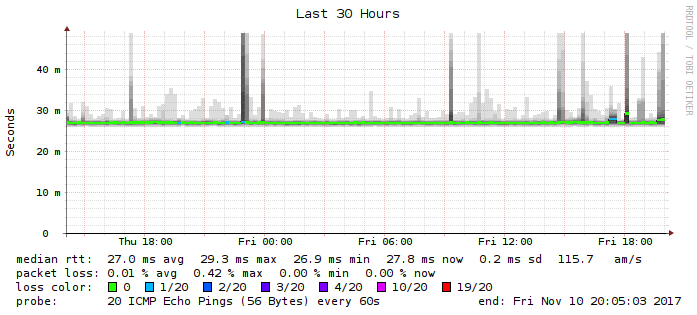 Last 30 Hours
RRDTOOL / TOBI OETIKER
Seconds
40 m
30 m
20 m
10 m
0
Thu 18:00 Fri 00:00 Fri 06:00 Fri 12:00 Fri 18:00
median rtt: 27.0 ms avg 29.3 ms max 26.9 ms min 27.8 ms now 0.2 ms sd 115.7 am/s
packet loss: 0.01 % avg 0.42 % max 0.00 % min 0.00 % now
loss color: 0 1/20 2/20 3/20 4/20 10/20 19/20
probe: 20 ICMP Echo Pings (56 Bytes) every 60s end: Fri Nov 10 20:05:03 2017